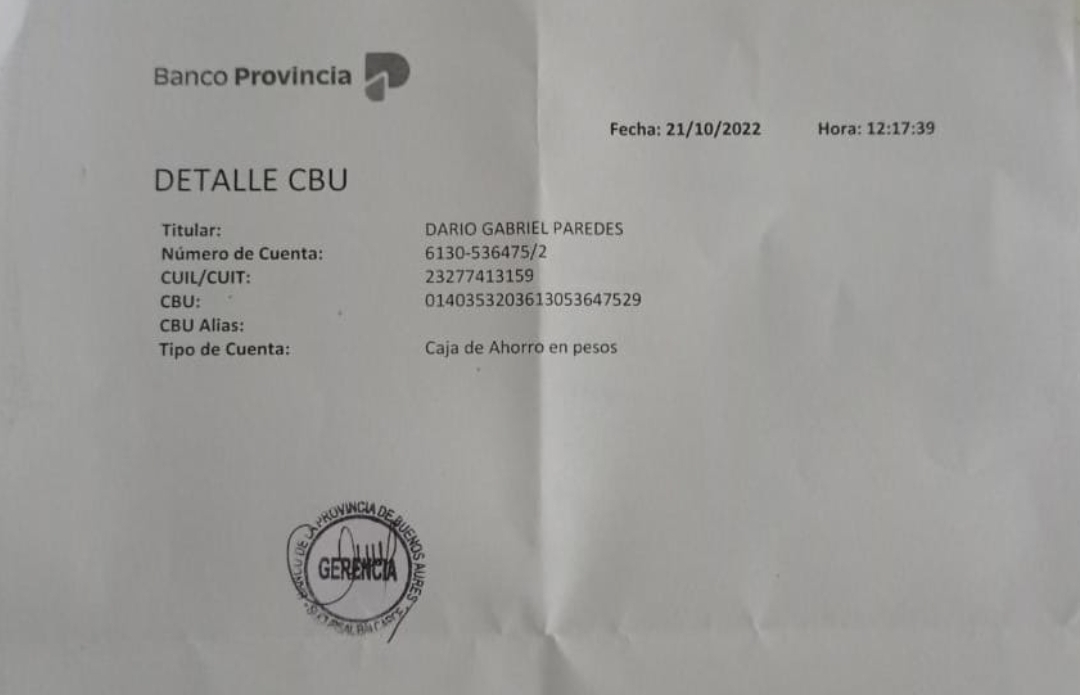 Banco Provincia
Fecha: 21/10/2022 Hora: 12:17:39
DETALLE CBU
Titular: DARIO GABRIEL PAREDES
Número de Cuenta: 6130-536475/2
CUIL/CUIT: 23277413159
CBU: 0140353203613053647529
CBU Alias:
Tipo de Cuenta: Caja de Ahorro en pesos
BANCO DE LA PROVINCIA DE BUENOS AIRES
GERENCIA
SUCURSAL BALCARCE